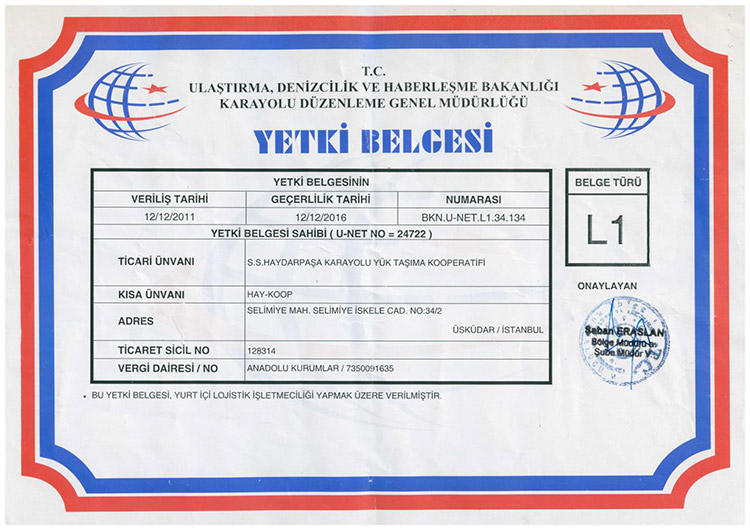 T.C.
ULAŞTIRMA, DENİZCİLİK VE HABERLEŞME BAKANLIĞI
KARAYOLU DÜZENLEME GENEL MÜDÜRLÜĞÜ
YETKİ BELGESİ
YETKİ BELGESİNİN
VERİLİŞ TARİHİ GEÇERLİLİK TARİHİ NUMARASI
12/12/2011 12/12/2016 BKN.U-NET.L1.34.134
YETKİ BELGESİ SAHİBİ ( U-NET NO = 24722 )
TİCARİ ÜNVANI S.S.HAYDARPAŞA KARAYOLU YÜK TAŞIMA KOOPERATİFİ
KISA ÜNVANI HAY-KOOP
ADRES SELİMİYE MAH. SELİMİYE İSKELE CAD. NO:34/2
ÜSKÜDAR / İSTANBUL
TİCARET SİCİL NO 128314
VERGİ DAİRESİ / NO ANADOLU KURUMLAR / 7350091635
. BU YETKİ BELGESİ, YURT İÇİ LOJİSTİK İŞLETMECİLİĞİ YAPMAK ÜZERE VERİLMİŞTİR.
BELGE TÜRÜ
L1
ONAYLAYAN
Şaban ERASLAN
Bölge Müdürü a.
Şube Müdür V.